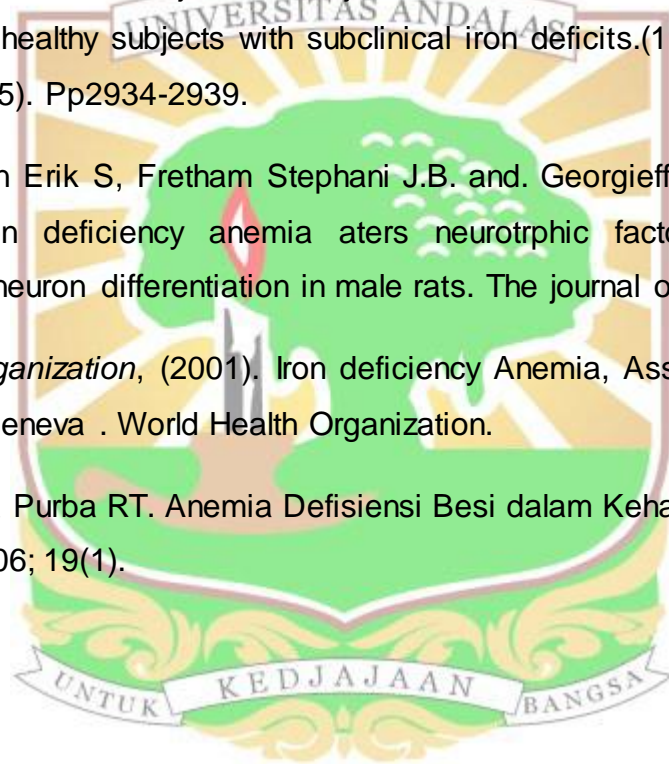 UNIVERSITAS ANDALAS
healthy subjects with subclinical iron deficits.(1
5). Pp2934-2939.
n Erik S, Fretham Stephani J.B. and. Georgieff
n deficiency anemia aters neurotrphic facto
neuron differentiation in male rats. The journal o
ganization, (2001). Iron deficiency Anemia, Ass
eneva . World Health Organization.
Purba RT. Anemia Defisiensi Besi dalam Keha
06; 19(1).
UNTUK KEDJAJAAN BANGSA